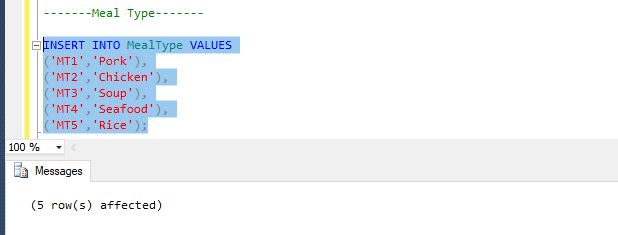 -------Meal Type-------
INSERT INTO MealType VALUES
('MT1','Pork'),
('MT2','Chicken'),
('MT3','Soup'),
('MT4','Seafood'),
('MT5','Rice');
100 %
Messages
(5 row(s) affected)